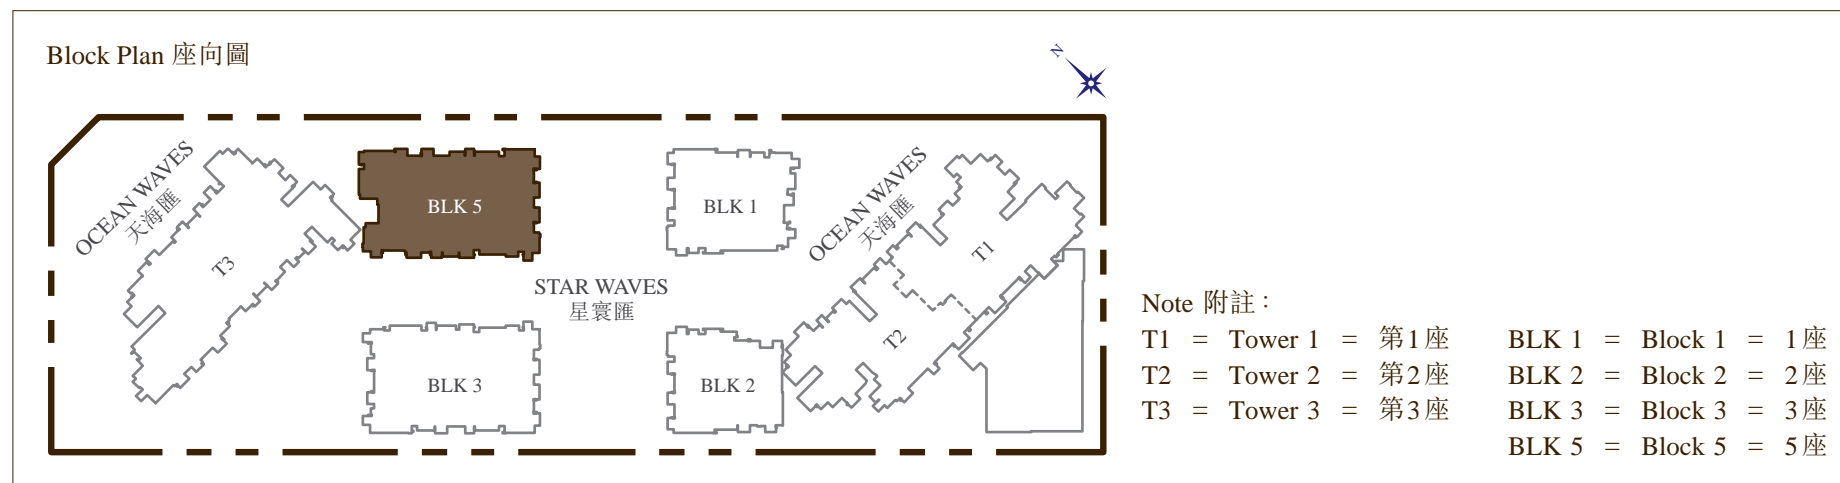 Block Plan 座向圖
N
OCEAN WAVES
天海匯
T3
BLK 5
BLK 1
OCEAN WAVES
天海匯
T1
STAR WAVES
星寰匯
T2
BLK 3
BLK 2
Note 附註：
T1 = Tower 1 = 第1座 BLK 1 = Block 1 = 1座
T2 = Tower 2 = 第2座 BLK 2 = Block 2 = 2座
T3 = Tower 3 = 第3座 BLK 3 = Block 3 = 3座
BLK 5 = Block 5 = 5座